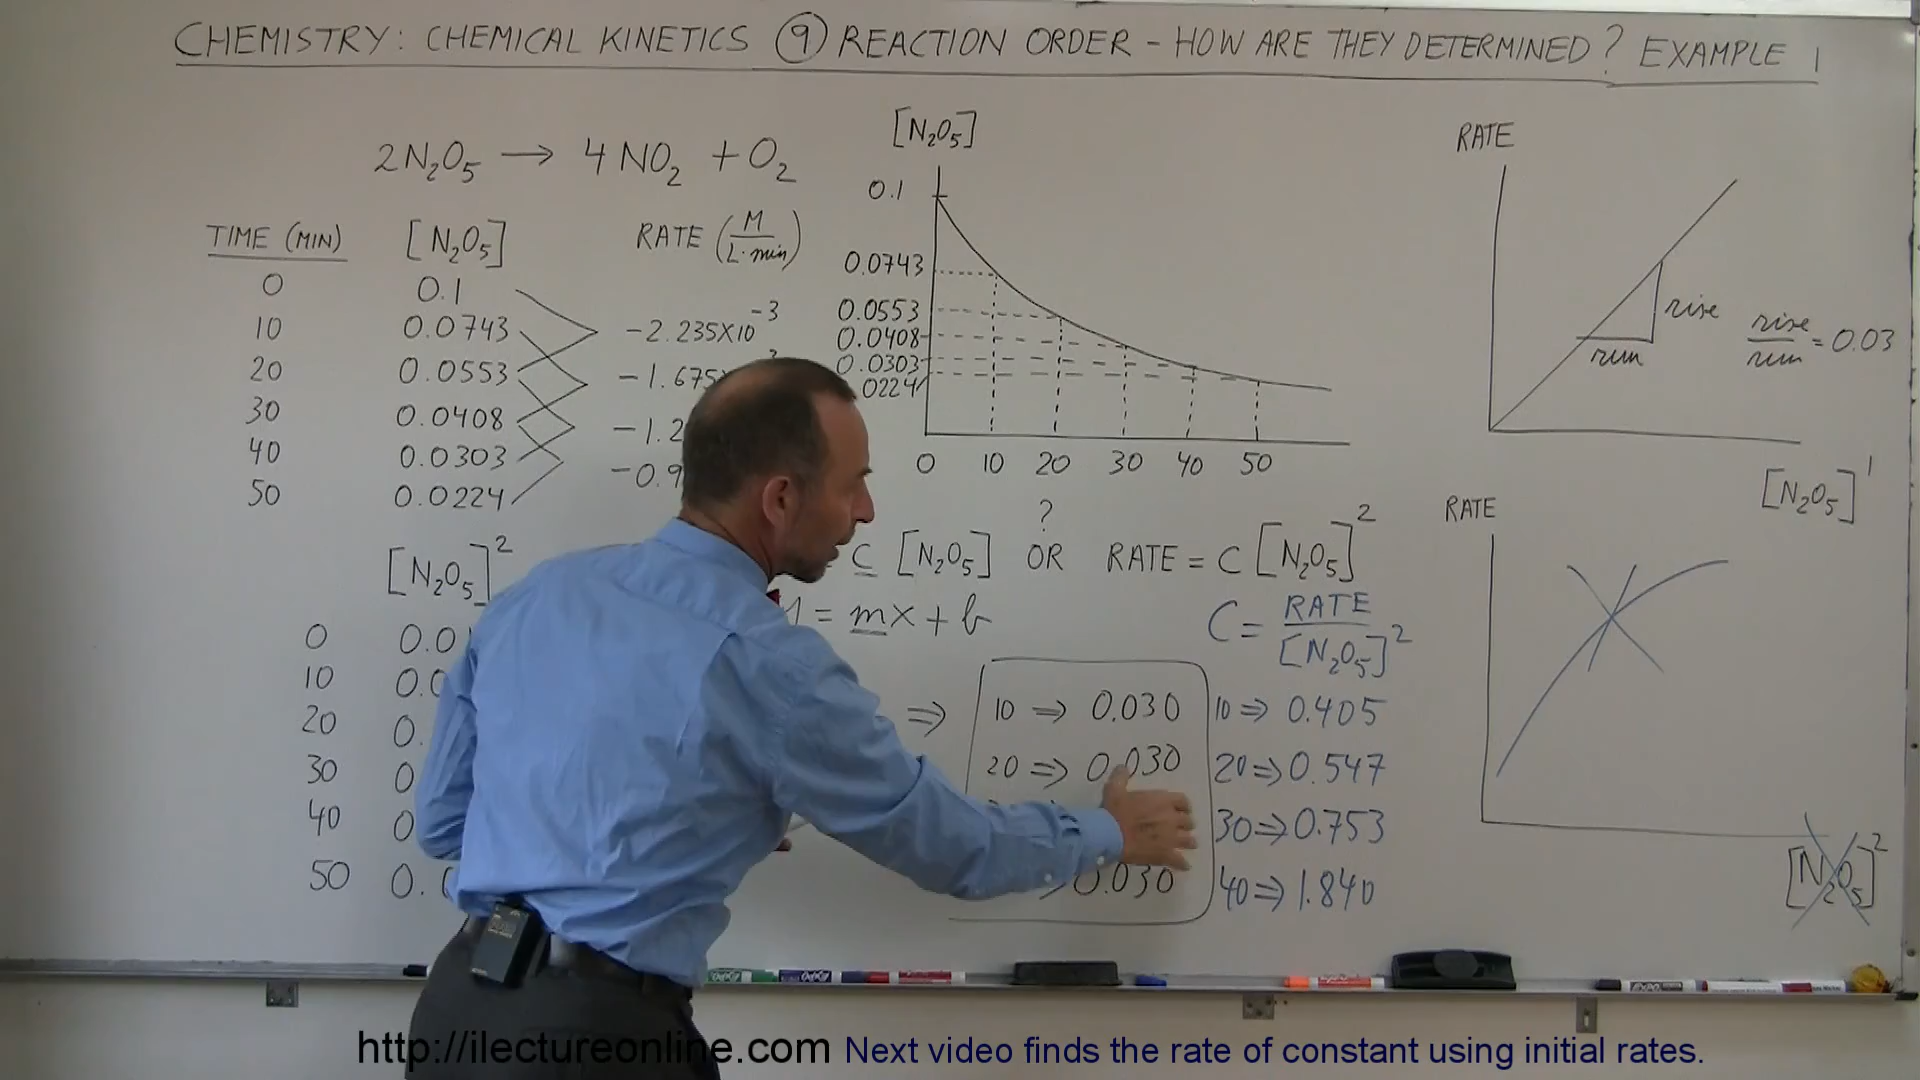 CHEMISTRY: CHEMICAL KINETICS ⑨ REACTION ORDER - HOW ARE THEY DETERMINED? EXAMPLE 1
2N₂O₅ → 4NO₂ + O₂
TIME (MIN) [N₂O₅] RATE (M/L·min)
0 0.1
10 0.0743 -2.235X10⁻³
20 0.0553 -1.675
30 0.0408 -1.2
40 0.0303 -0.9
50 0.0224
[N₂O₅]
0.1
0.0743
0.0553
0.0408
0.0303
0224
0 10 20 30 40 50
RATE
rise
run
rise/run = 0.03
[N₂O₅]¹
?
C [N₂O₅] OR RATE = C [N₂O₅]²
= mx + b
C = RATE/[N₂O₅]²
[N₂O₅]²
0
10
20
30
40
50
⇒
10 ⇒ 0.030
20 ⇒ 0.030
0.030
10 ⇒ 0.405
20 ⇒ 0.547
30 ⇒ 0.753
40 ⇒ 1.840
RATE
[N₂O₅]²
http://ilectureonline.com Next video finds the rate of constant using initial rates.